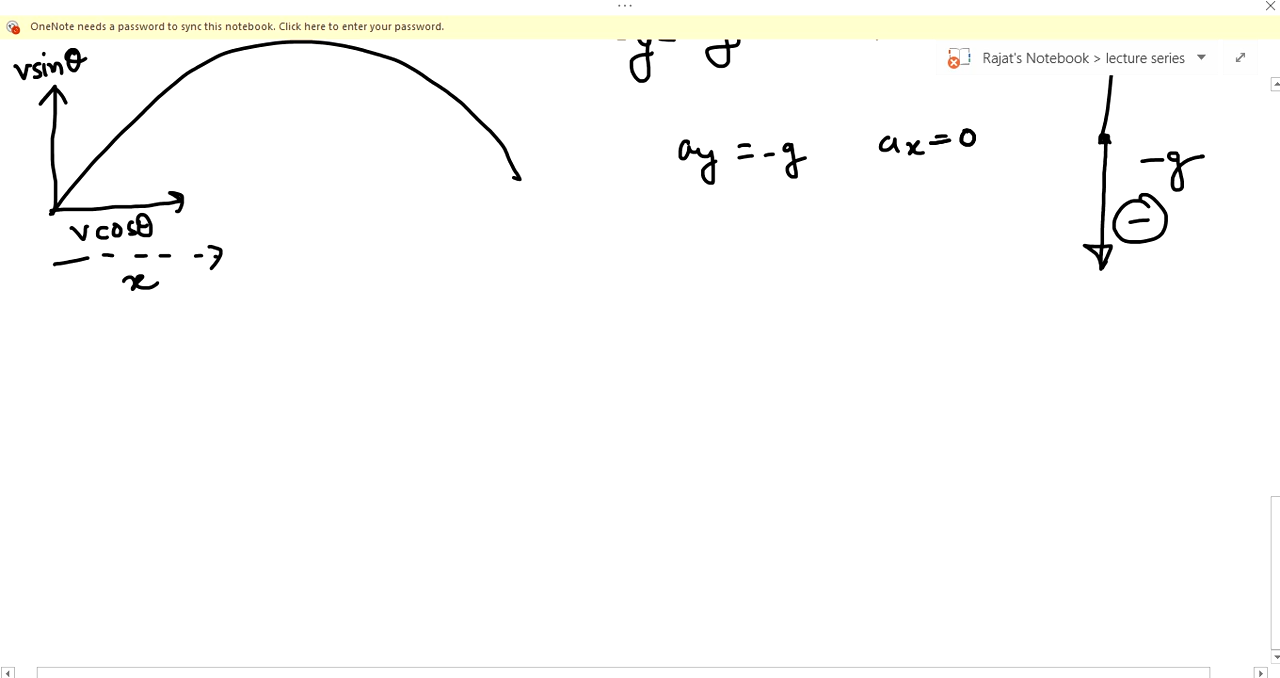 OneNote needs a password to sync this notebook. Click here to enter your password.
Rajat's Notebook > lecture series
vsinθ
ay = -g
ax = 0
-g
-
vcosθ
x